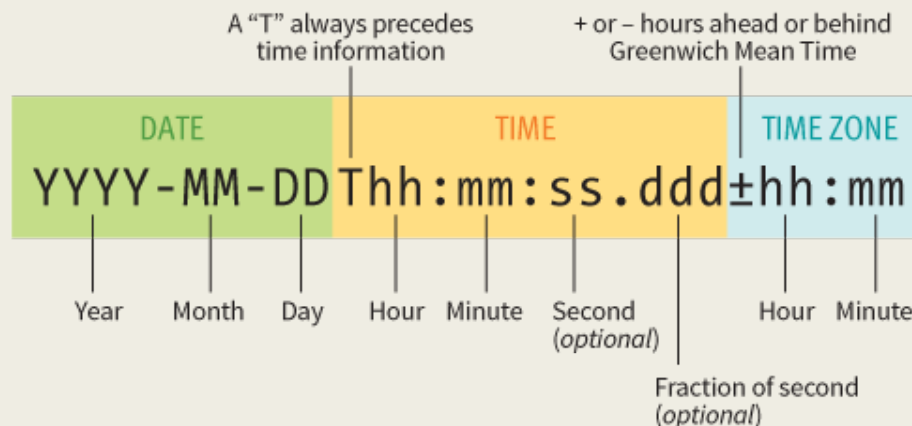 A “T” always precedes
time information
+ or – hours ahead or behind
Greenwich Mean Time
DATE
TIME
TIME ZONE
YYYY-MM-DDThh:mm:ss.ddd±hh:mm
Year
Month
Day
Hour
Minute
Second
(optional)
Hour
Minute
Fraction of second
(optional)